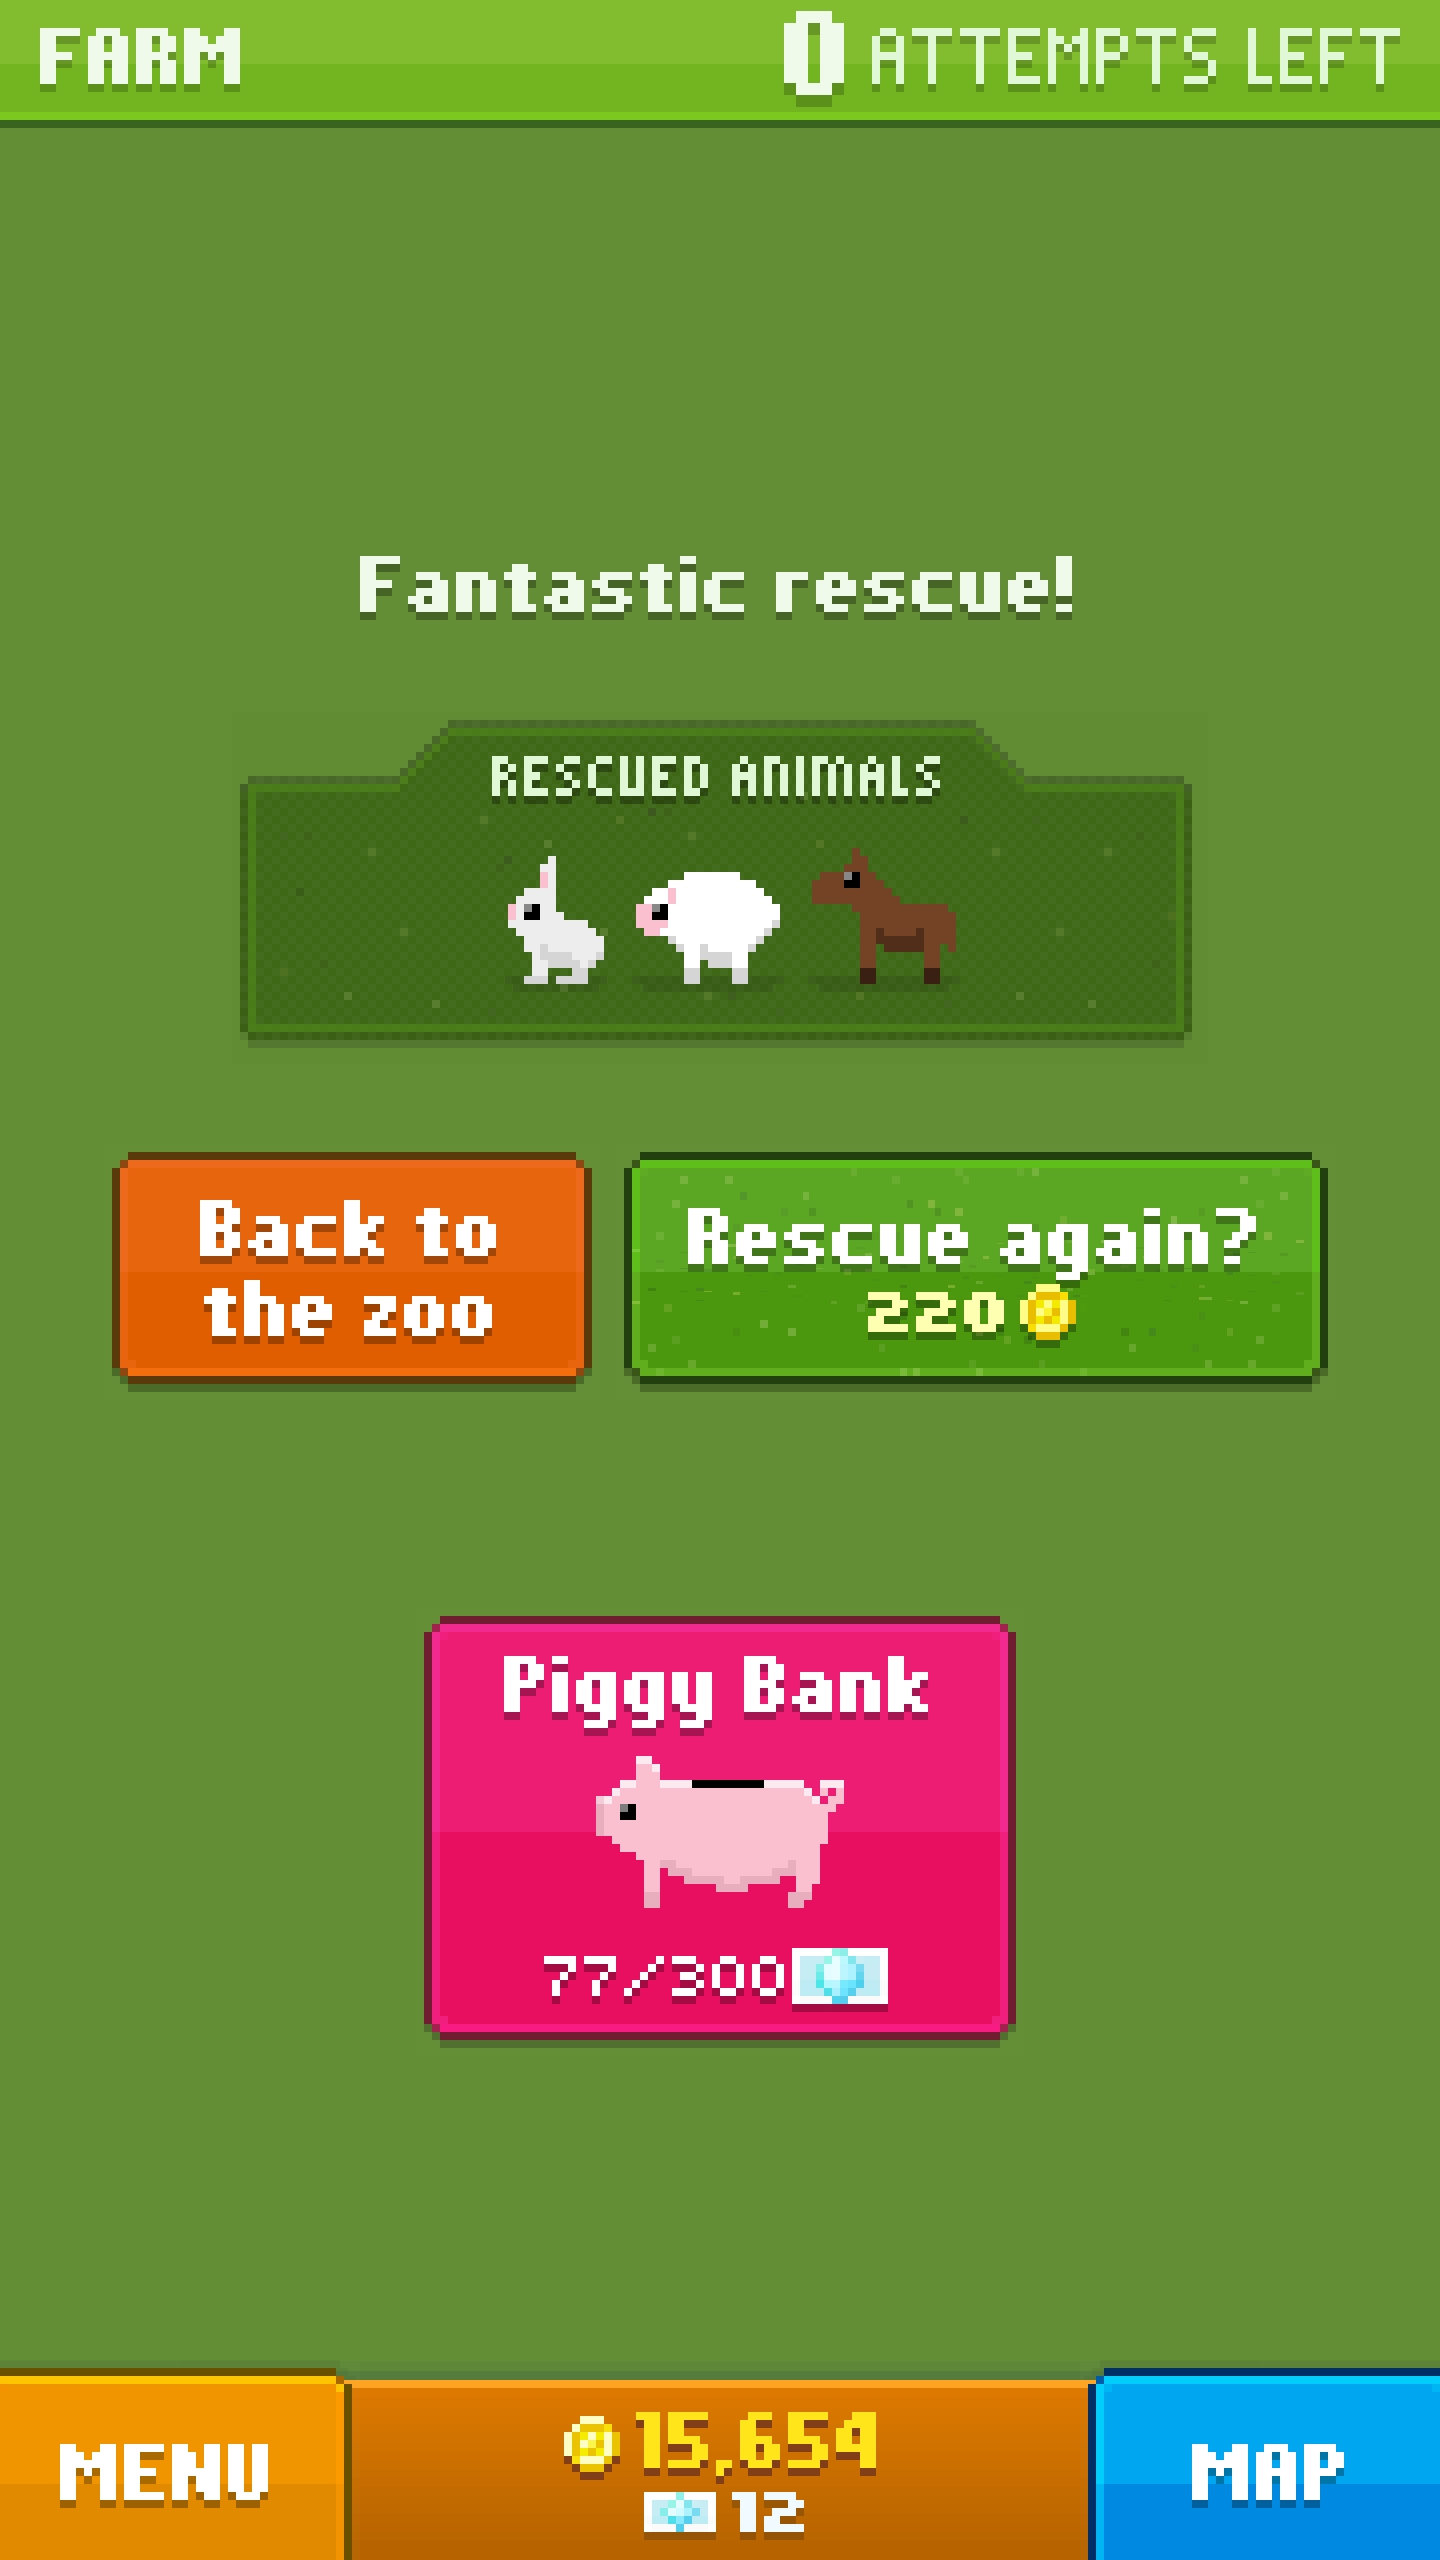 FARM
0 ATTEMPTS LEFT
Fantastic rescue!
RESCUED ANIMALS
Back to
the zoo
Rescue again?
220
Piggy Bank
77/300
MENU
15,654
12
MAP